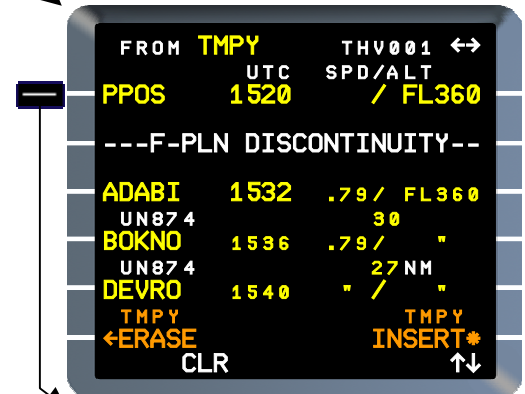 FROM TMPY THV001 ←→
UTC SPD/ALT
PPOS 1520 / FL360
---F-PLN DISCONTINUITY--
ADABI 1532 .79/ FL360
UN874 30
BOKNO 1536 .79/ "
UN874 27NM
DEVRO 1540 " / "
TMPY TMPY
←ERASE INSERT*
CLR ↑↓